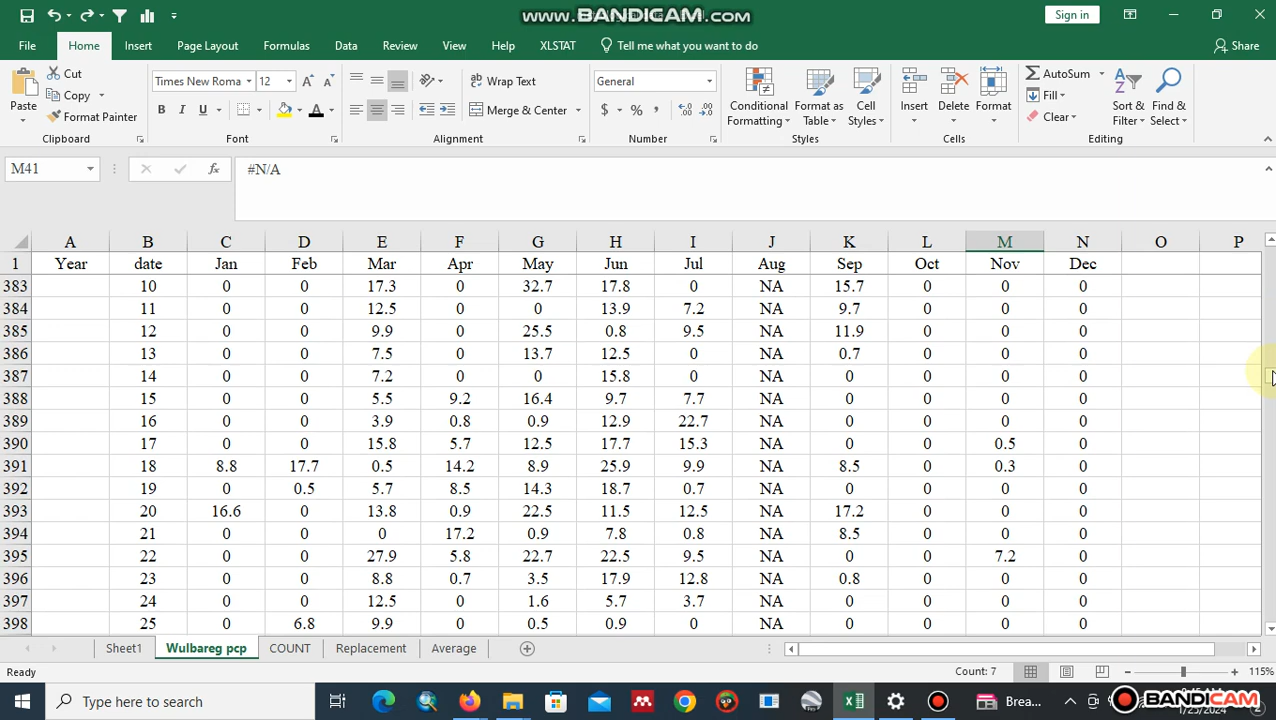 www.BANDICAM.com
Sign in
File Home Insert Page Layout Formulas Data Review View Help XLSTAT Tell me what you want to do Share
Paste Cut Copy Format Painter
Times New Roma 12
B I U A
Wrap Text
Merge & Center
General
$ %
Conditional Formatting
Format as Table
Cell Styles
Insert Delete Format
AutoSum
Fill
Clear
Sort & Filter
Find & Select
Clipboard Font Alignment Number Styles Cells Editing
M41 fx #N/A
A B C D E F G H I J K L M N O P
1 Year date Jan Feb Mar Apr May Jun Jul Aug Sep Oct Nov Dec
383 10 0 0 17.3 0 32.7 17.8 0 NA 15.7 0 0 0
384 11 0 0 12.5 0 0 13.9 7.2 NA 9.7 0 0 0
385 12 0 0 9.9 0 25.5 0.8 9.5 NA 11.9 0 0 0
386 13 0 0 7.5 0 13.7 12.5 0 NA 0.7 0 0 0
387 14 0 0 7.2 0 0 15.8 0 NA 0 0 0 0
388 15 0 0 5.5 9.2 16.4 9.7 7.7 NA 0 0 0 0
389 16 0 0 3.9 0.8 0.9 12.9 22.7 NA 0 0 0 0
390 17 0 0 15.8 5.7 12.5 17.7 15.3 NA 0 0 0.5 0
391 18 8.8 17.7 0.5 14.2 8.9 25.9 9.9 NA 8.5 0 0.3 0
392 19 0 0.5 5.7 8.5 14.3 18.7 0.7 NA 0 0 0 0
393 20 16.6 0 13.8 0.9 22.5 11.5 12.5 NA 17.2 0 0 0
394 21 0 0 0 17.2 0.9 7.8 0.8 NA 8.5 0 0 0
395 22 0 0 27.9 5.8 22.7 22.5 9.5 NA 0 0 7.2 0
396 23 0 0 8.8 0.7 3.5 17.9 12.8 NA 0.8 0 0 0
397 24 0 0 12.5 0 1.6 5.7 3.7 NA 0 0 0 0
398 25 0 6.8 9.9 0 0.5 0.9 0 NA 0 0 0 0
Sheet1 Wulbareg pcp COUNT Replacement Average
Ready Count: 7 115%
Type here to search
Brea...
1/25/2024
BANDICAM